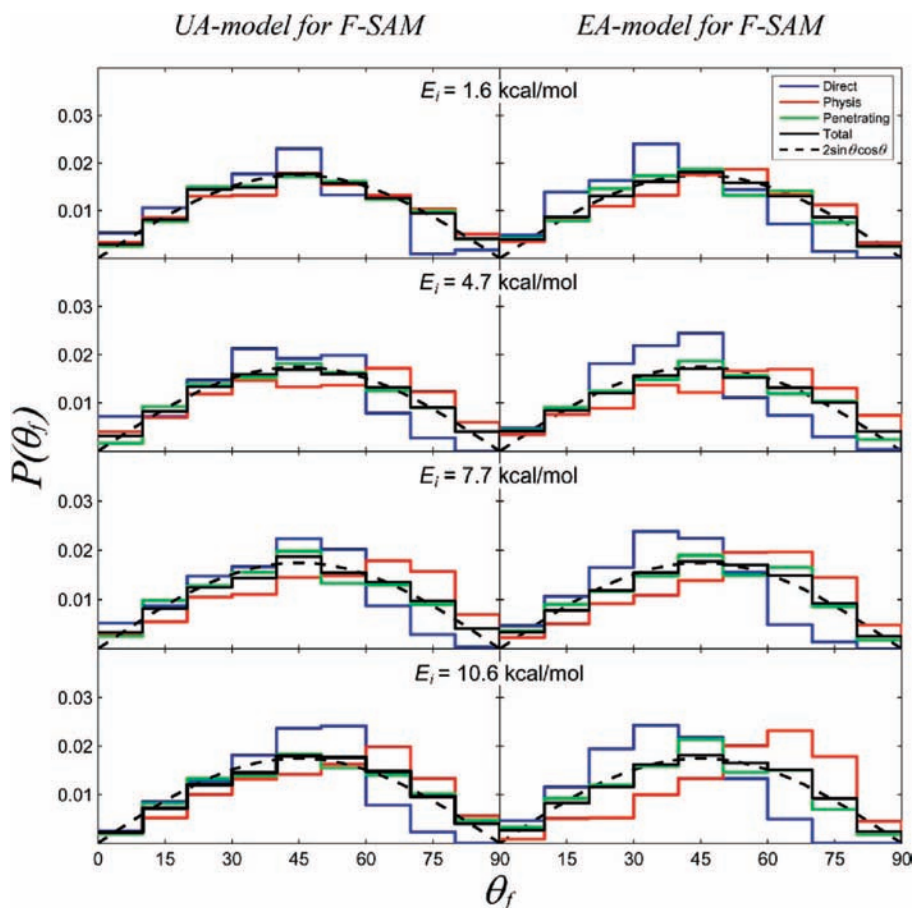 UA-model for F-SAM
EA-model for F-SAM
E_i = 1.6 kcal/mol
Direct
Physis
Penetrating
Total
2sinθcosθ
0.03
0.02
0.01
E_i = 4.7 kcal/mol
0.03
0.02
0.01
P(θ_f)
E_i = 7.7 kcal/mol
0.03
0.02
0.01
E_i = 10.6 kcal/mol
0.03
0.02
0.01
0 15 30 45 60 75 90 15 30 45 60 75 90
θ_f